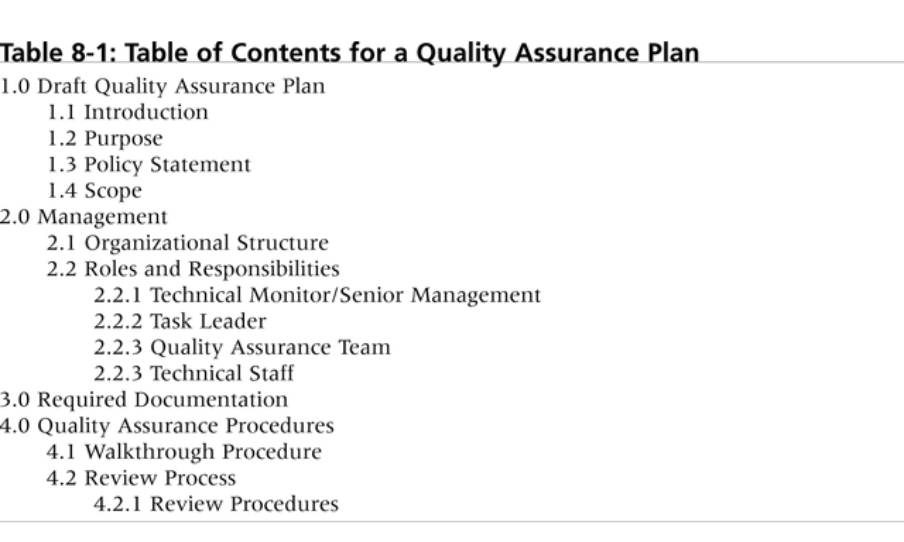 Table 8-1: Table of Contents for a Quality Assurance Plan
1.0 Draft Quality Assurance Plan
1.1 Introduction
1.2 Purpose
1.3 Policy Statement
1.4 Scope
2.0 Management
2.1 Organizational Structure
2.2 Roles and Responsibilities
2.2.1 Technical Monitor/Senior Management
2.2.2 Task Leader
2.2.3 Quality Assurance Team
2.2.3 Technical Staff
3.0 Required Documentation
4.0 Quality Assurance Procedures
4.1 Walkthrough Procedure
4.2 Review Process
4.2.1 Review Procedures